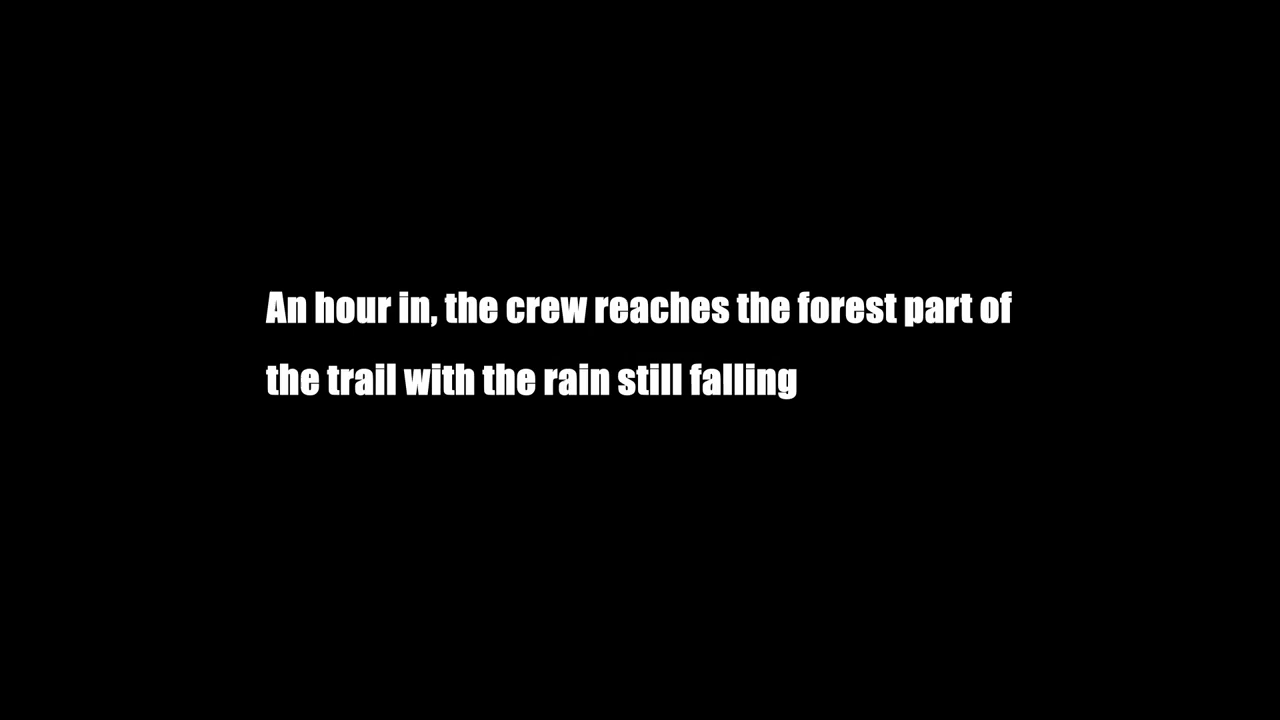 An hour in, the crew reaches the forest part of
the trail with the rain still falling